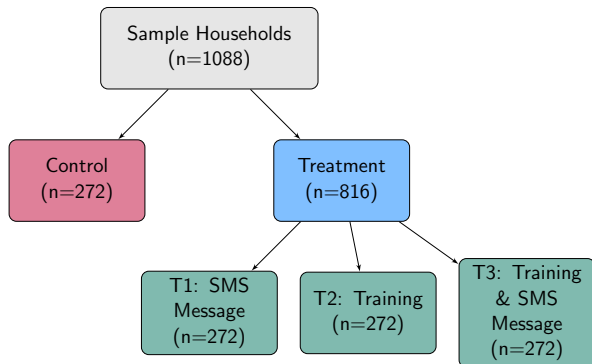 Sample Households
(n=1088)
Control
(n=272)
Treatment
(n=816)
T1: SMS
Message
(n=272)
T2: Training
(n=272)
T3: Training
& SMS
Message
(n=272)